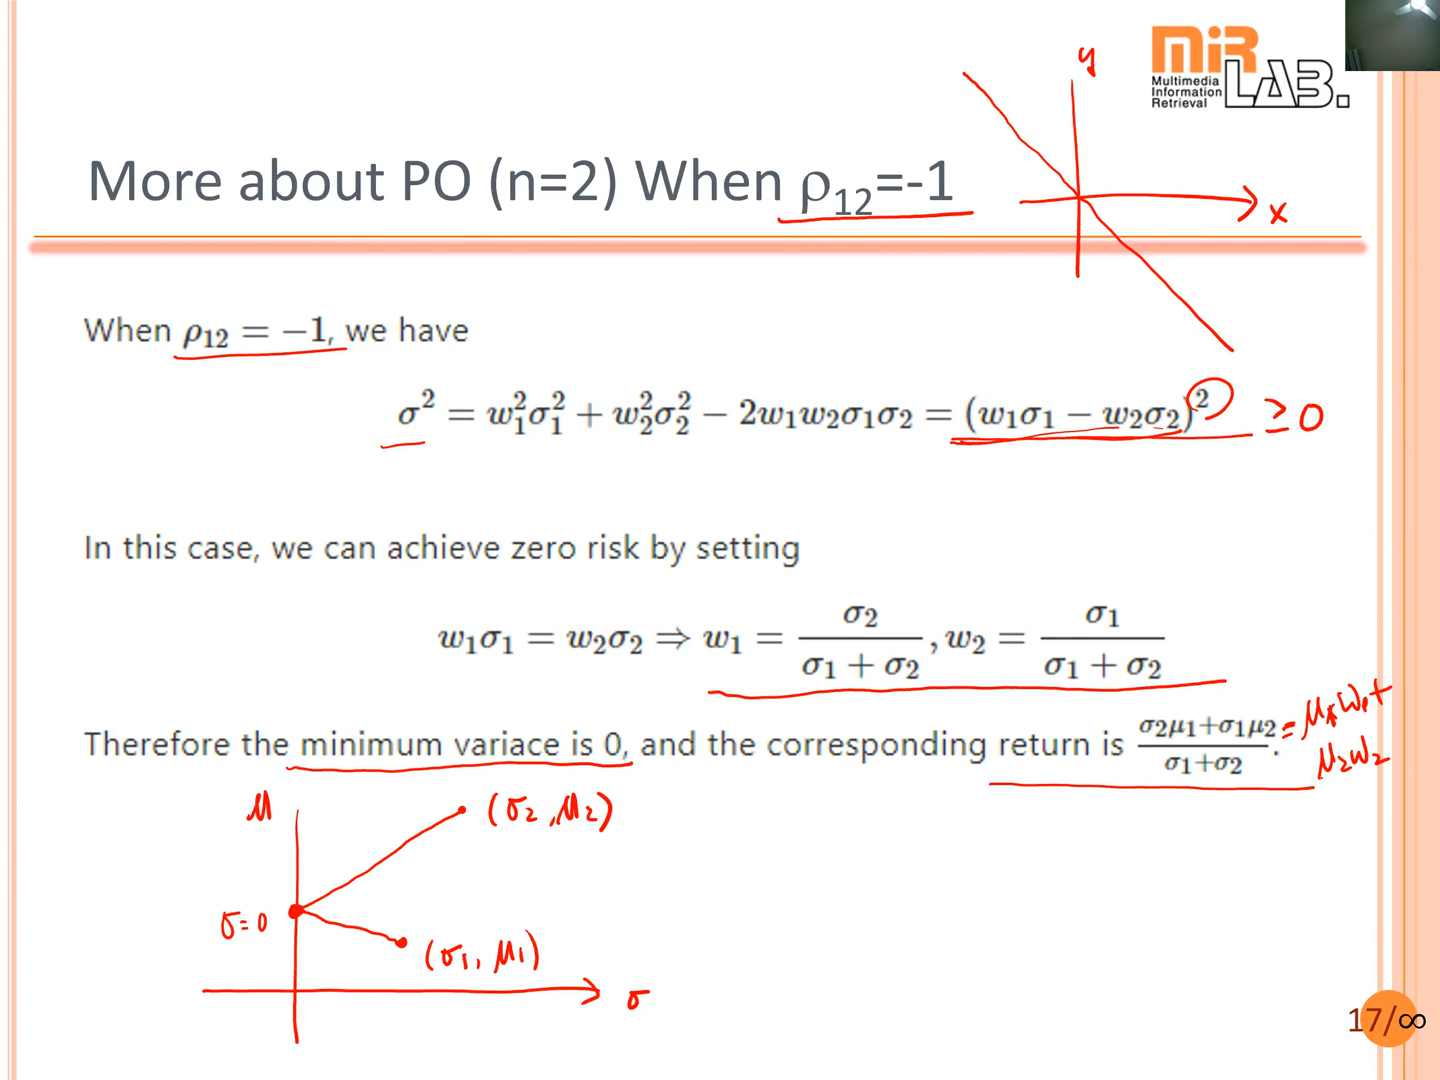 MiR
Multimedia
Information
Retrieval
LAB.
y
x
More about PO (n=2) When ρ₁₂=-1
When ρ₁₂ = −1, we have
σ² = w₁²σ₁² + w₂²σ₂² − 2w₁w₂σ₁σ₂ = (w₁σ₁ − w₂σ₂)² ≥ 0
In this case, we can achieve zero risk by setting
w₁σ₁ = w₂σ₂ ⇒ w₁ = σ₂/(σ₁ + σ₂), w₂ = σ₁/(σ₁ + σ₂)
Therefore the minimum variace is 0, and the corresponding return is (σ₂μ₁+σ₁μ₂)/(σ₁+σ₂). = μ₁w₁+
μ₂w₂
μ
(σ₂, μ₂)
σ=0
(σ₁, μ₁)
σ
17/∞